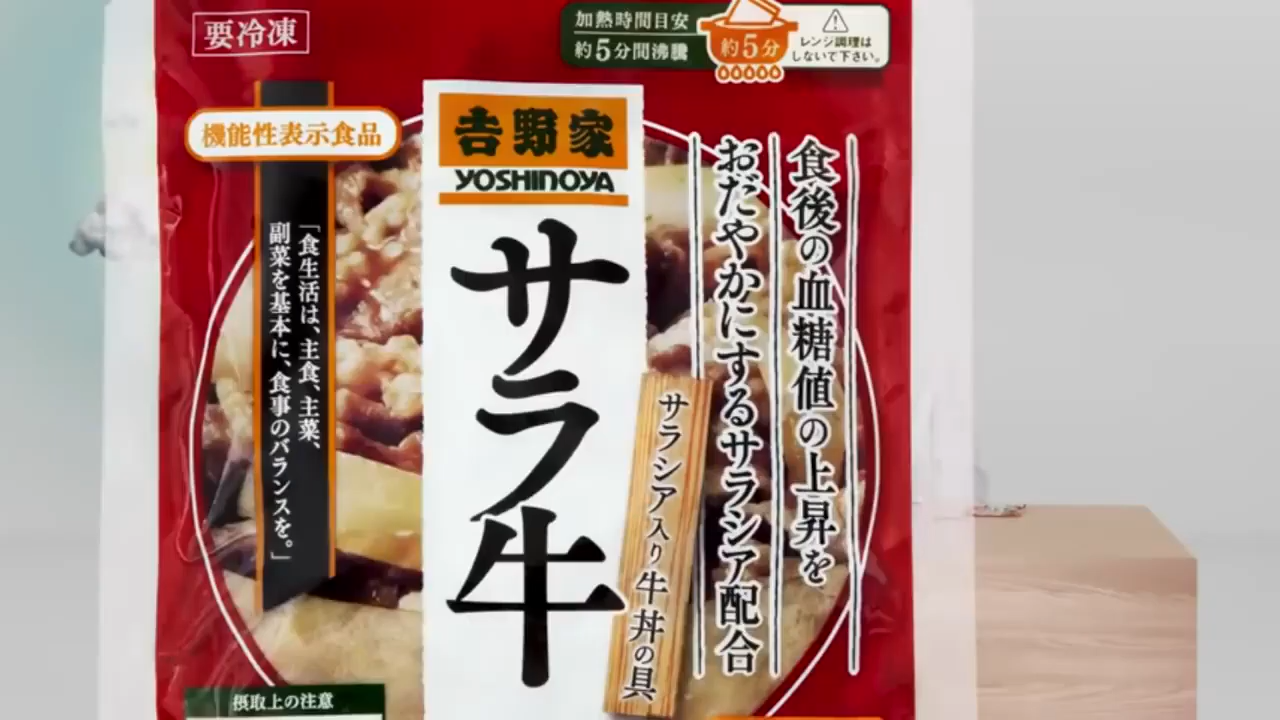 要冷凍
加熱時間目安
約5分間沸騰
約5分
レンジ調理は
しないで下さい。
機能性表示食品
吉野家
YOSHINOYA
サラ牛
サラシア入り牛丼の具
食後の血糖値の上昇を
おだやかにするサラシア配合
「食生活は、主食、主菜、
副菜を基本に、食事のバランスを。」
摂取上の注意